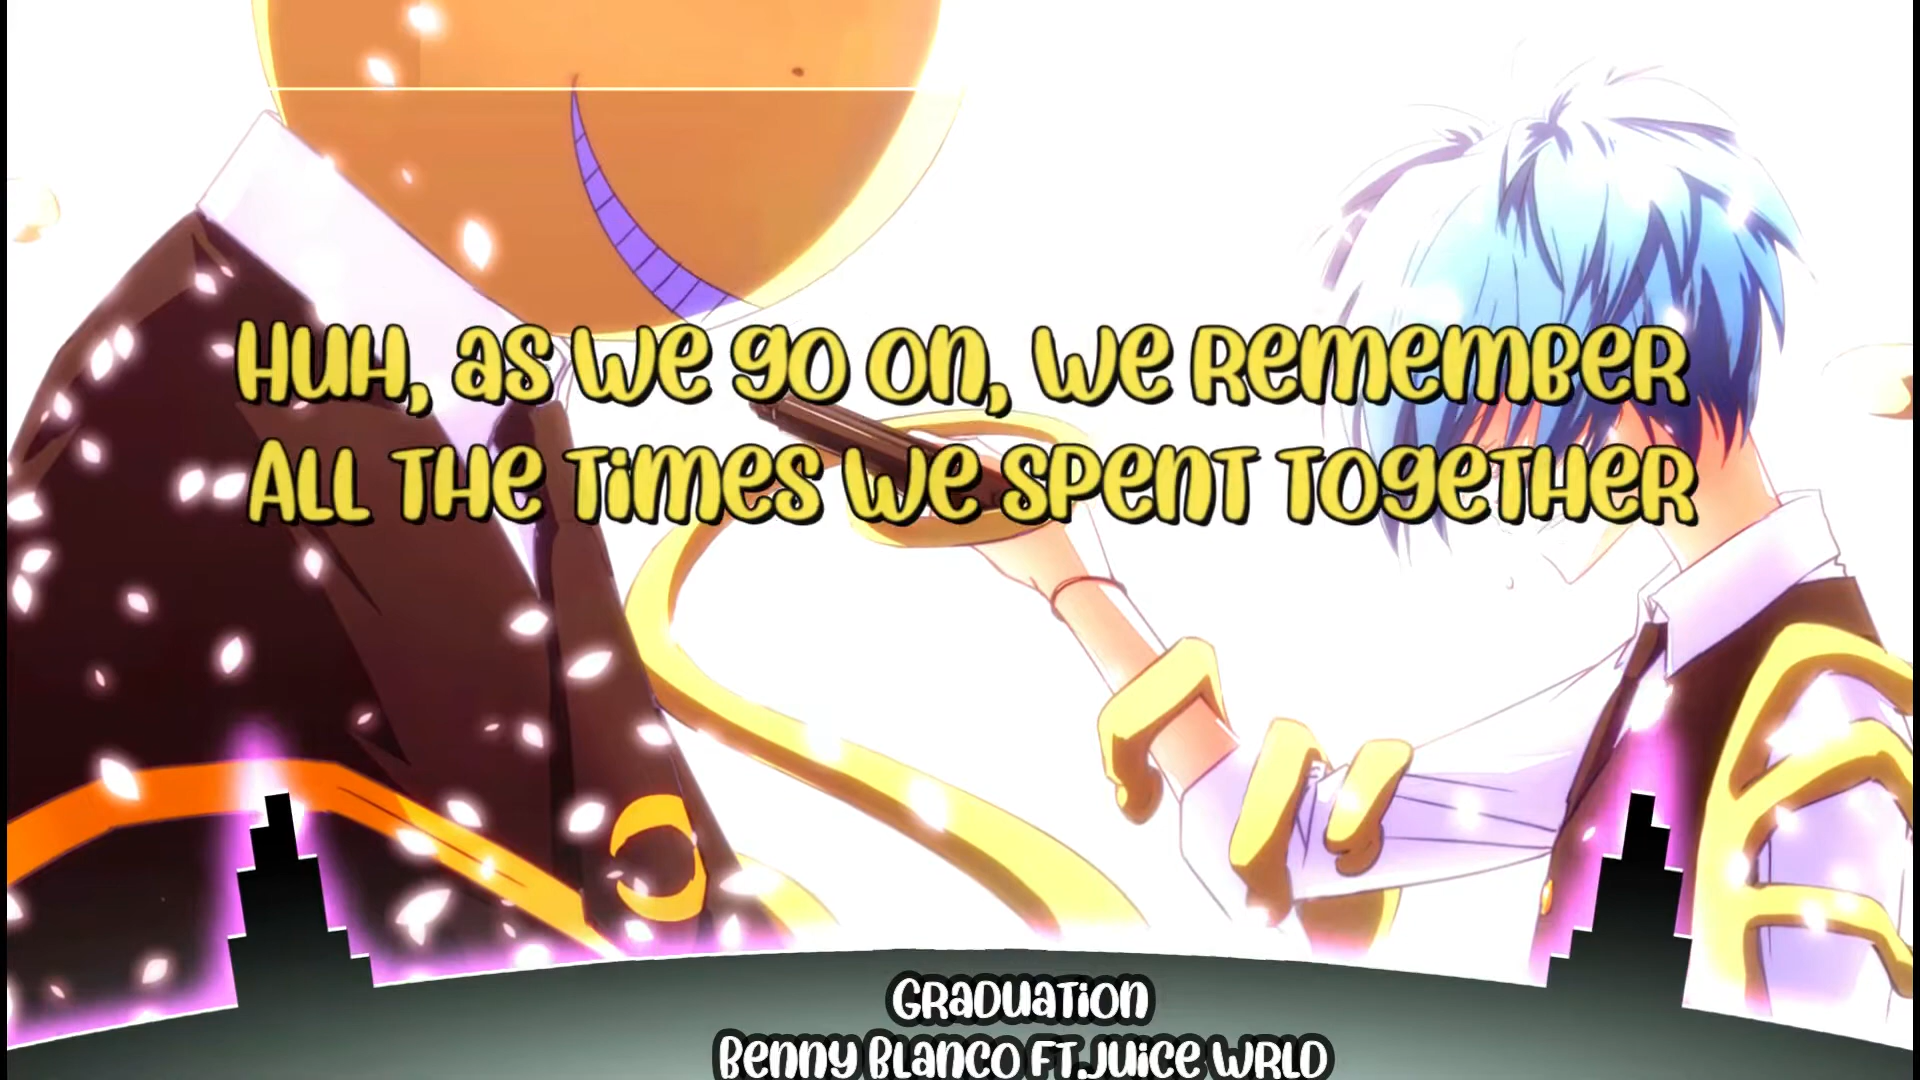 Huh, as we go on, we remember
All the times we spent together
Graduation
Benny Blanco ft.Juice WRLD